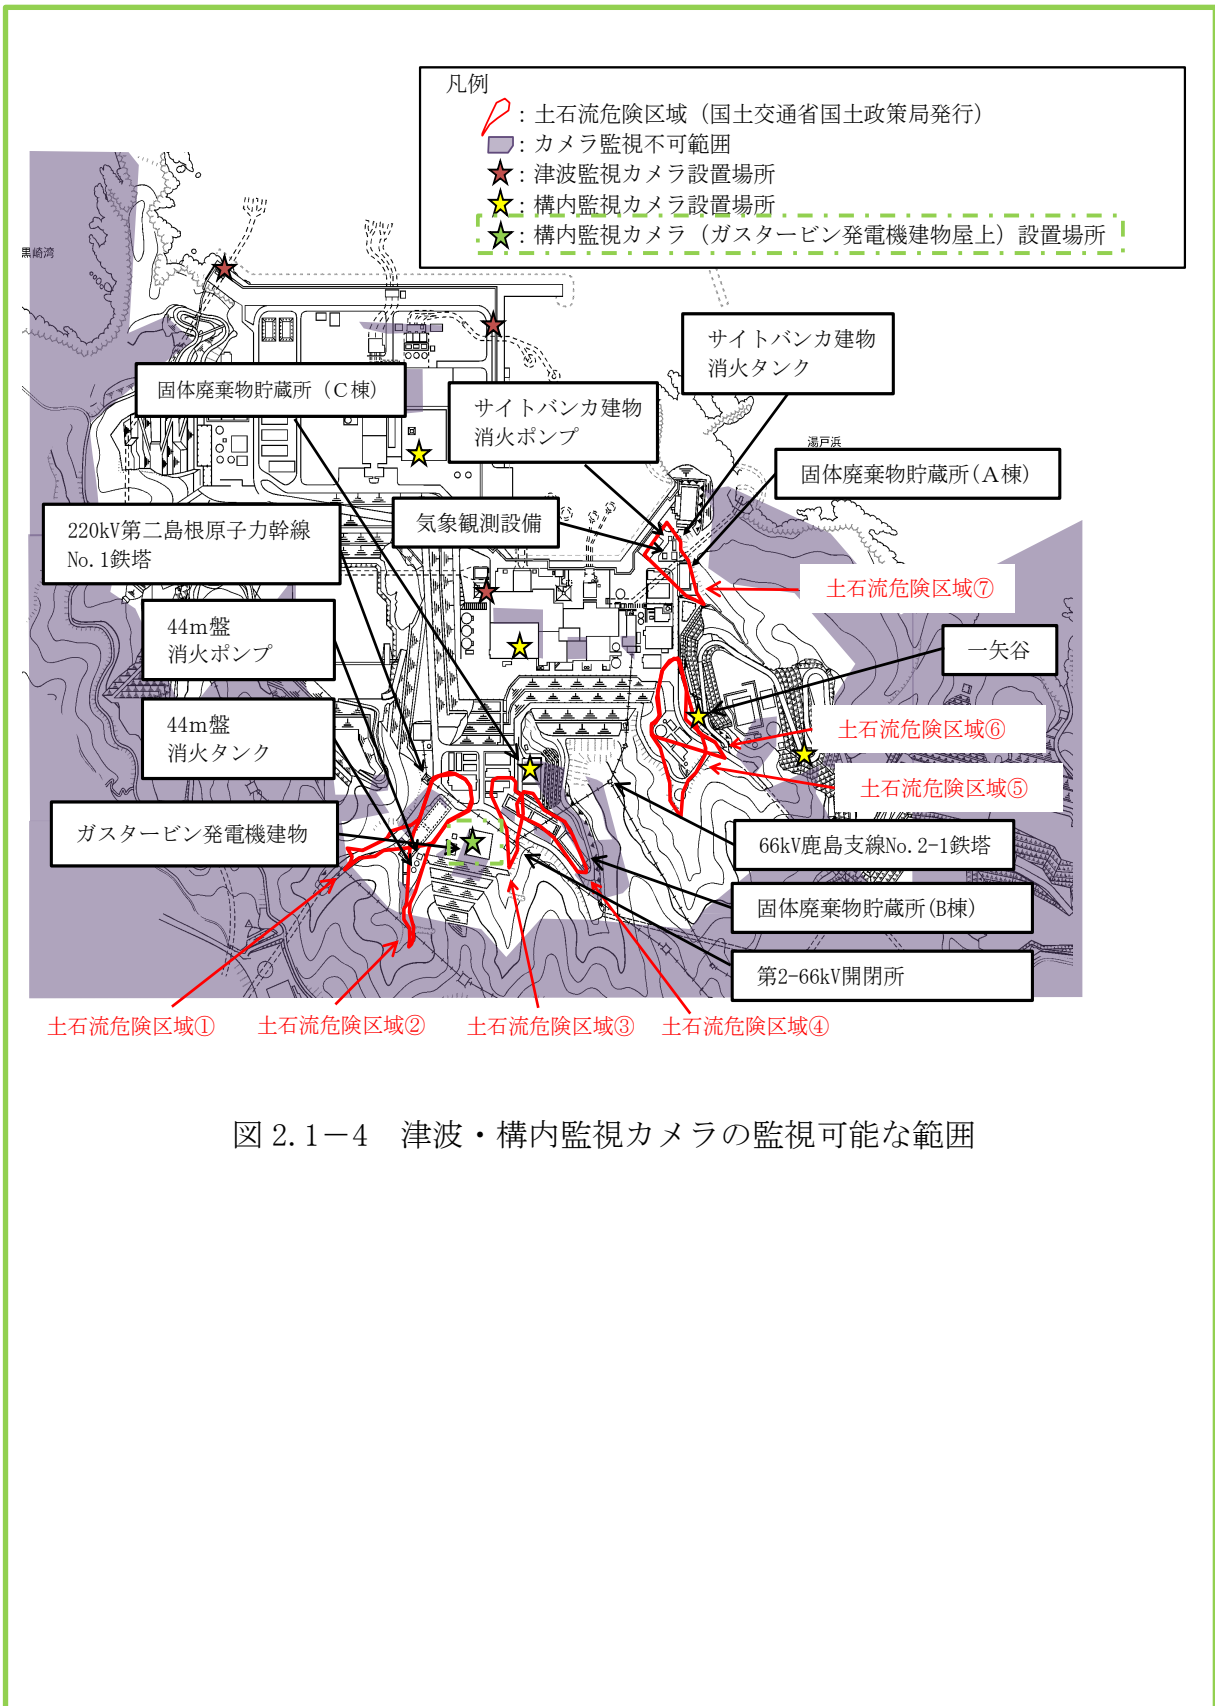 凡例
：土石流危険区域（国土交通省国土政策局発行）
：カメラ監視不可範囲
：津波監視カメラ設置場所
：構内監視カメラ設置場所
：構内監視カメラ（ガスタービン発電機建物屋上）設置場所
黒崎湾
サイトバンカ建物
消火タンク
固体廃棄物貯蔵所（C棟）
サイトバンカ建物
消火ポンプ
湯戸浜
固体廃棄物貯蔵所(A棟)
220kV第二島根原子力幹線
No.1鉄塔
気象観測設備
土石流危険区域⑦
44m盤
消火ポンプ
一矢谷
44m盤
消火タンク
土石流危険区域⑥
土石流危険区域⑤
ガスタービン発電機建物
66kV鹿島支線No.2-1鉄塔
固体廃棄物貯蔵所(B棟)
第2-66kV開閉所
土石流危険区域①
土石流危険区域②
土石流危険区域③
土石流危険区域④
図 2.1－4　津波・構内監視カメラの監視可能な範囲